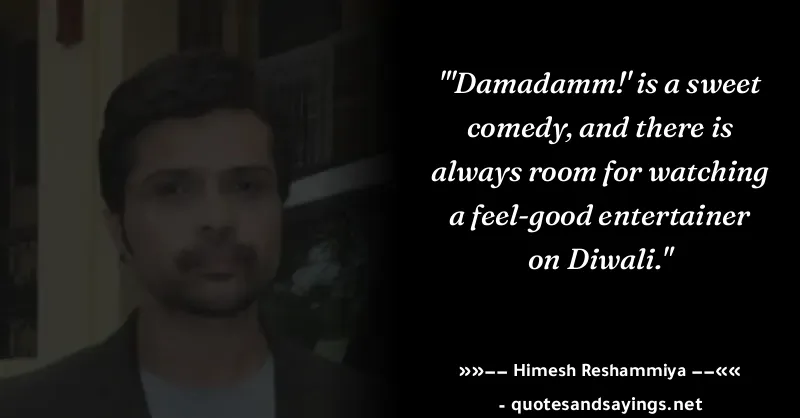 "'Damadamm!' is a sweet
comedy, and there is
always room for watching
a feel-good entertainer
on Diwali."
»»−− Himesh Reshammiya −−««
- quotesandsayings.net